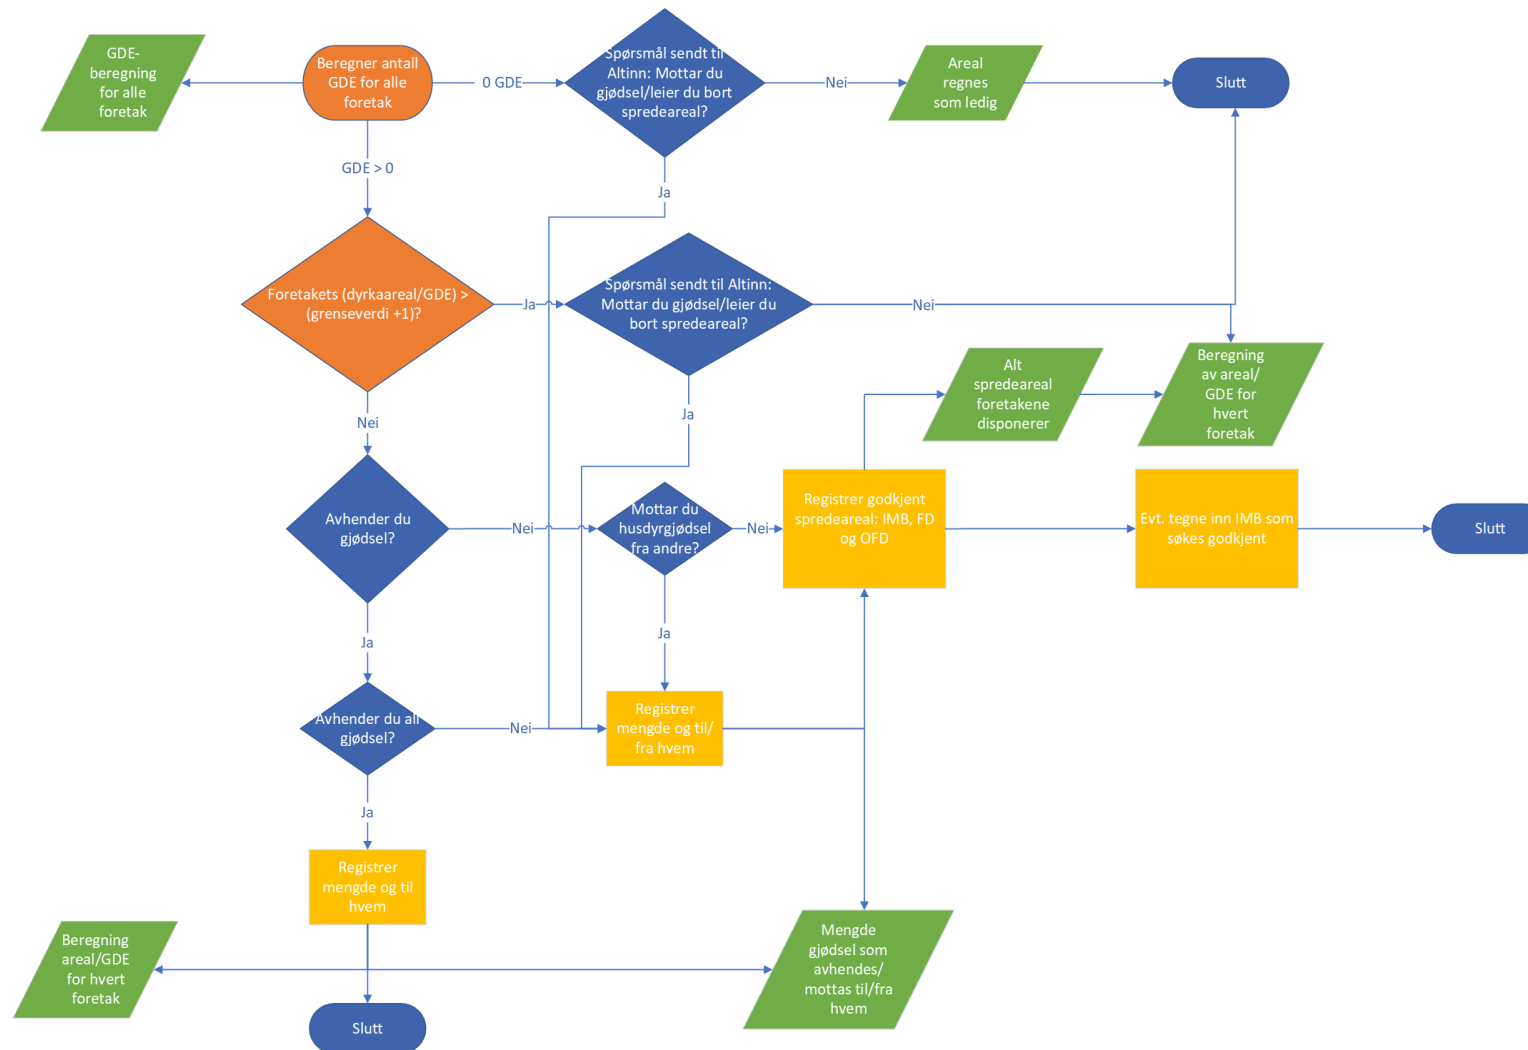 GDE-
beregning
for alle
foretak
Beregner antall
GDE for alle
foretak
0 GDE
Spørsmål sendt til
Altinn: Mottar du
gjødsel/leier du bort
spredeareal?
Nei
Areal
regnes
som ledig
Slutt
GDE > 0
Ja
Foretakets (dyrkaareal/GDE) >
(grenseverdi +1)?
Ja
Spørsmål sendt til Altinn:
Mottar du gjødsel/leier du
bort spredeareal?
Nei
Alt
spredeareal
foretakene
disponerer
Beregning
av areal/
GDE for
hvert
foretak
Nei
Ja
Avhender du
gjødsel?
Nei
Mottar du
husdyrgjødsel
fra andre?
Nei
Registrer godkjent
spredeareal: IMB, FD
og OFD
Evt. tegne inn IMB som
søkes godkjent
Slutt
Ja
Ja
Avhender du all
gjødsel?
Nei
Registrer
mengde og til/
fra hvem
Ja
Registrer
mengde og til
hvem
Beregning
areal/GDE
for hvert
foretak
Mengde
gjødsel som
avhendes/
mottas til/fra
hvem
Slutt